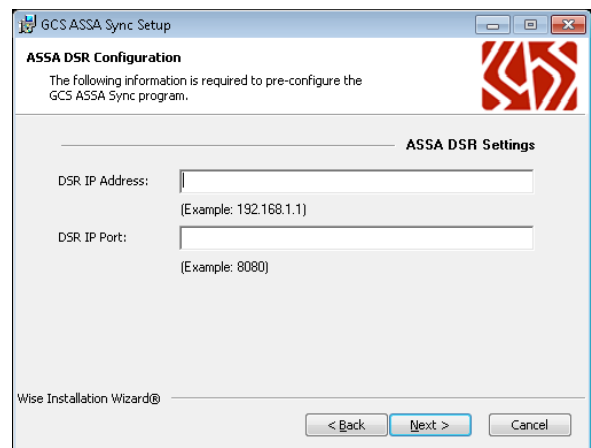 GCS ASSA Sync Setup
ASSA DSR Configuration
The following information is required to pre-configure the
GCS ASSA Sync program.
ASSA DSR Settings
DSR IP Address:
(Example: 192.168.1.1)
DSR IP Port:
(Example: 8080)
Wise Installation Wizard®
< Back Next > Cancel